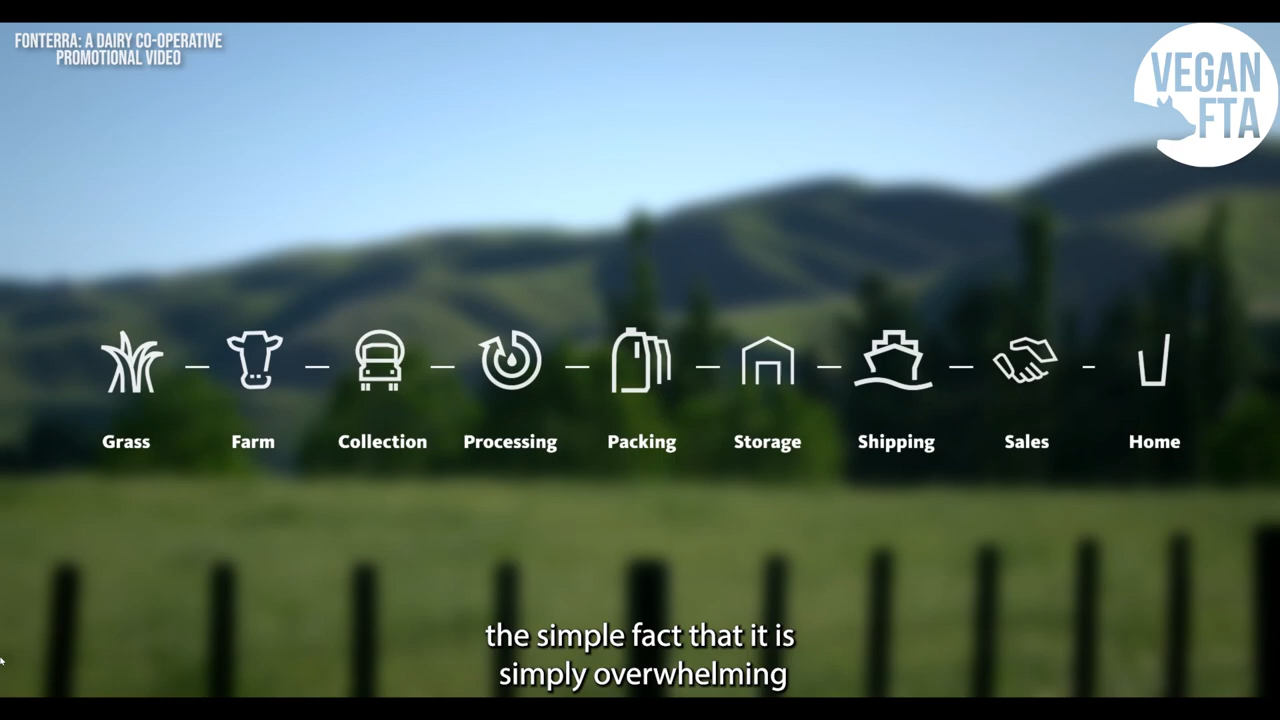 FONTERRA: A DAIRY CO-OPERATIVE
PROMOTIONAL VIDEO
VEGAN
FTA
Grass
Farm
Collection
Processing
Packing
Storage
Shipping
Sales
Home
the simple fact that it is
simply overwhelming